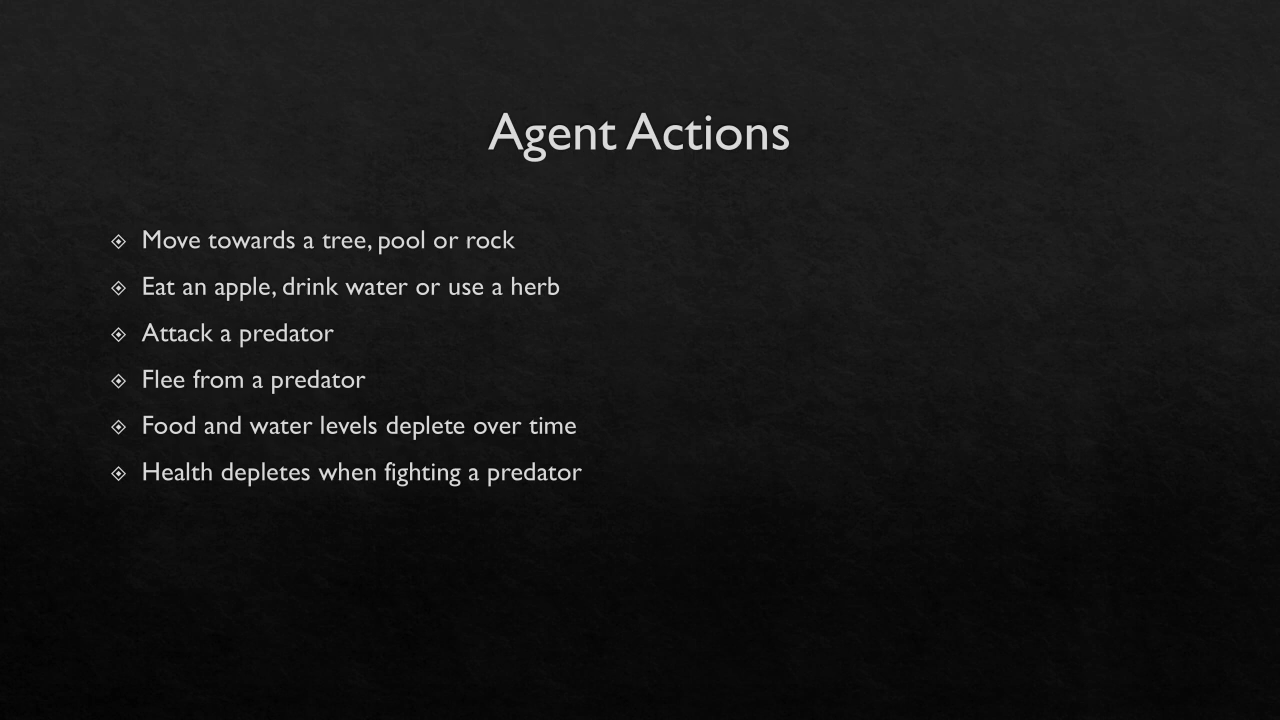 Agent Actions
Move towards a tree, pool or rock
Eat an apple, drink water or use a herb
Attack a predator
Flee from a predator
Food and water levels deplete over time
Health depletes when fighting a predator